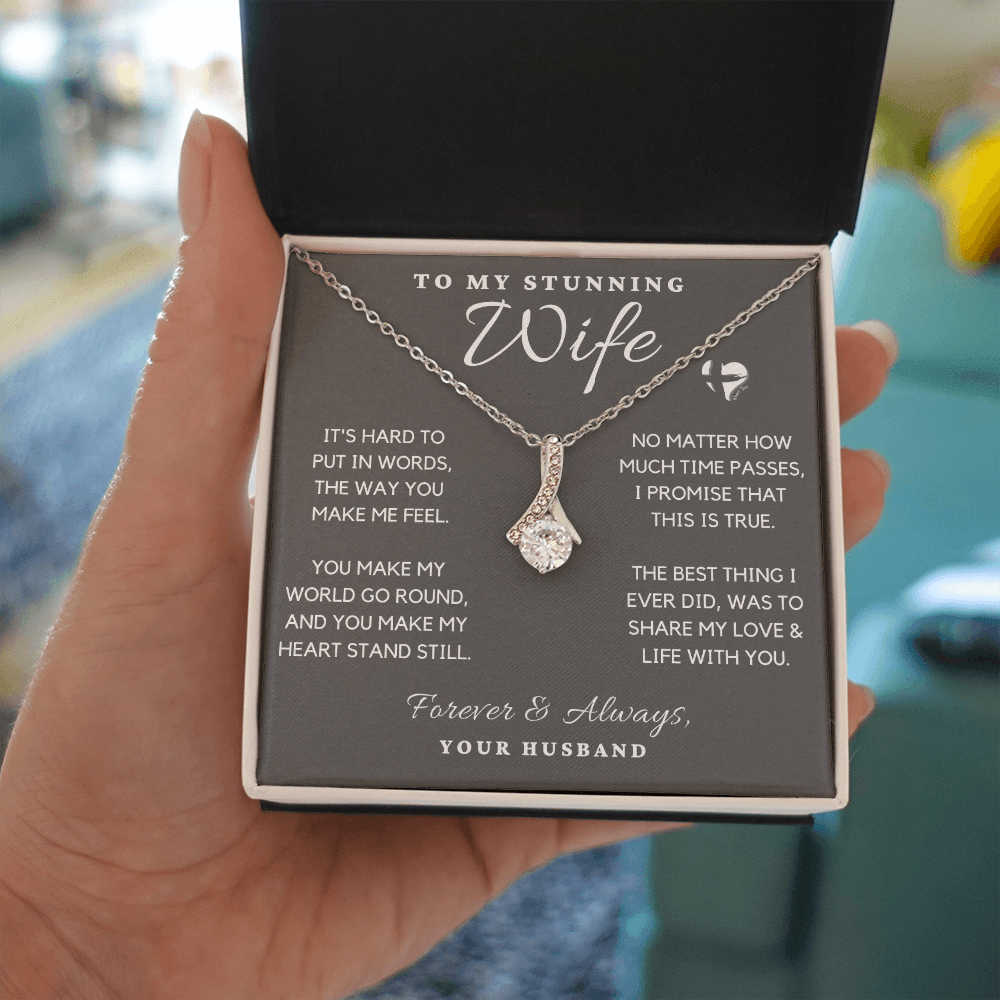 TO MY STUNNING
Wife
IT'S HARD TO
PUT IN WORDS,
THE WAY YOU
MAKE ME FEEL.
YOU MAKE MY
WORLD GO ROUND,
AND YOU MAKE MY
HEART STAND STILL.
NO MATTER HOW
MUCH TIME PASSES,
I PROMISE THAT
THIS IS TRUE.
THE BEST THING I
EVER DID, WAS TO
SHARE MY LOVE &
LIFE WITH YOU.
Forever & Always,
YOUR HUSBAND